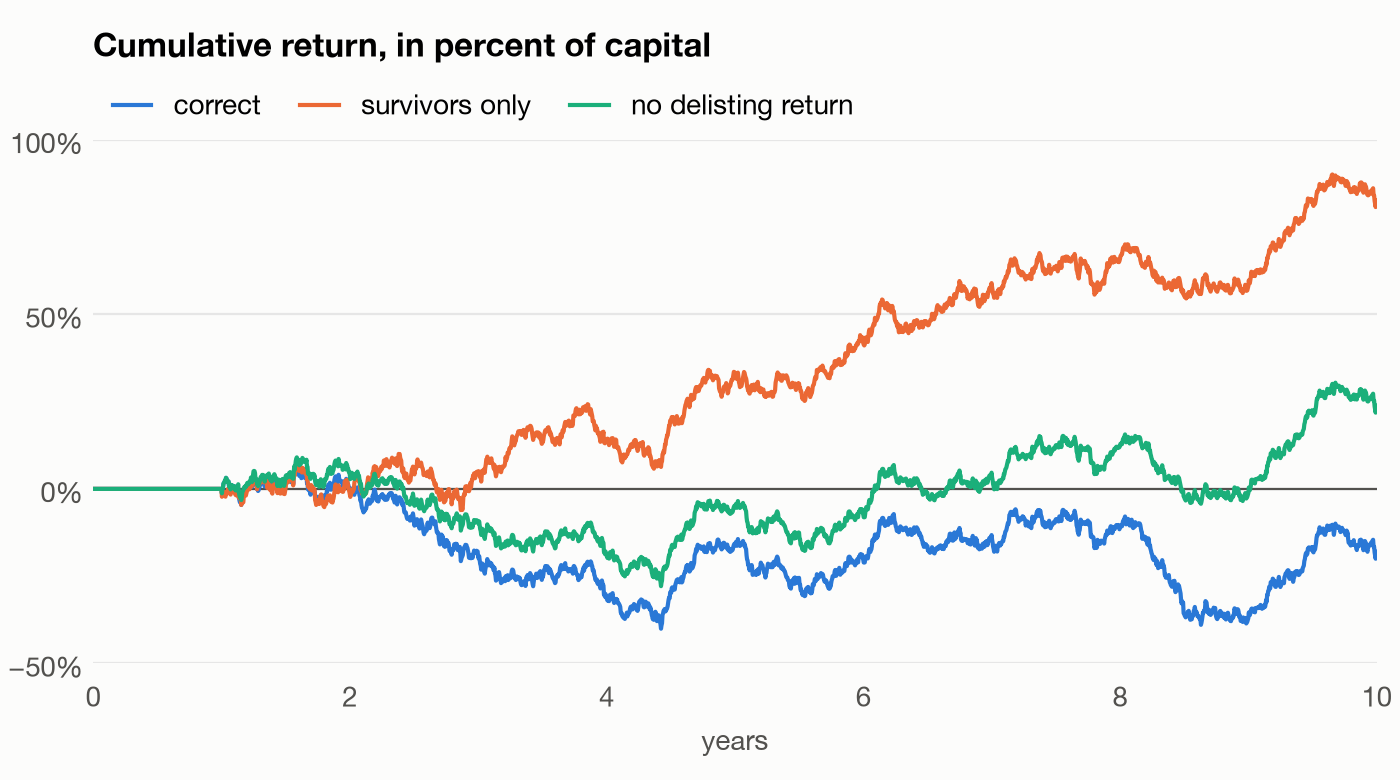 Cumulative return, in percent of capital
correct survivors only no delisting return
100%
50%
0%
−50%
0 2 4 6 8 10
years